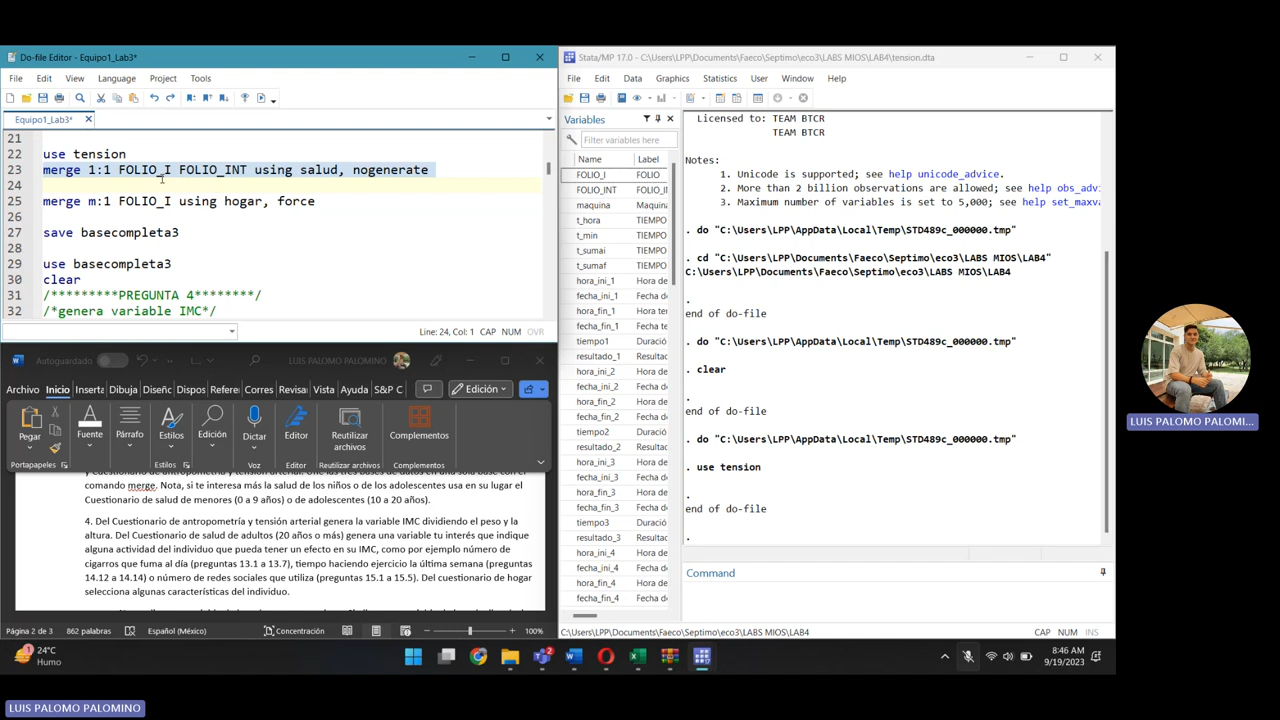 Do-file Editor - Equipo1_Lab3*
File Edit View Language Project Tools
Equipo1_Lab3*
21
22 use tension
23 merge 1:1 FOLIO_I FOLIO_INT using salud, nogenerate
24
25 merge m:1 FOLIO_I using hogar, force
26
27 save basecompleta3
28
29 use basecompleta3
30 clear
31 /*********PREGUNTA 4********/
32 /*genera variable IMC*/
Line: 24, Col: 1 CAP NUM OVR
Autoguardado
LUIS PALOMO PALOMINO
Archivo Inicio Inserta Dibuja Diseñc Dispos Referei Corres Revisar Vista Ayuda S&P C
Edición
Pegar
Fuente
Párrafo
Estilos
Edición
Dictar
Editor
Reutilizar archivos
Complementos
Portapapeles Estilos Voz Editor Reutilizar archivos Complementos
comando merge. Nota, si te interesa más la salud de los niños o de los adolescentes usa en su lugar el
Cuestionario de salud de menores (0 a 9 años) o de adolescentes (10 a 20 años).
4. Del Cuestionario de antropometría y tensión arterial genera la variable IMC dividiendo el peso y la
altura. Del Cuestionario de salud de adultos (20 años o más) genera una variable tu interés que indique
alguna actividad del individuo que pueda tener un efecto en su IMC, como por ejemplo número de
cigarros que fuma al día (preguntas 13.1 a 13.7), tiempo haciendo ejercicio la última semana (preguntas
14.12 a 14.14) o número de redes sociales que utiliza (preguntas 15.1 a 15.5). Del cuestionario de hogar
selecciona algunas características del individuo.
Página 2 de 3 862 palabras Español (México) Concentración 100%
Stata/MP 17.0 - C:\Users\LPP\Documents\Faeco\Septimo\eco3\LABS MIOS\LAB4\tension.dta
File Edit Data Graphics Statistics User Window Help
Variables
Filter variables here
Name Label
FOLIO_I FOLIO
FOLIO_INT FOLIO_II
maquina Maquin
t_hora TIEMPO
t_min TIEMPO
t_sumai TIEMPO
t_sumaf TIEMPO
hora_ini_1 Hora de
fecha_ini_1 Fecha d
hora_fin_1 Hora te
fecha_fin_1 Fecha te
tiempo1 Duració
resultado_1 Resultac
hora_ini_2 Hora de
fecha_ini_2 Fecha d
hora_fin_2 Hora de
fecha_fin_2 Fecha d
tiempo2 Duració
resultado_2 Resultac
hora_ini_3 Hora de
fecha_ini_3 Fecha d
hora_fin_3 Hora de
fecha_fin_3 Fecha d
tiempo3 Duració
resultado_3 Resultac
hora_ini_4 Hora de
fecha_ini_4 Fecha d
hora_fin_4 Hora de
fecha_fin_4 Fecha d
Licensed to: TEAM BTCR
TEAM BTCR
Notes:
1. Unicode is supported; see help unicode_advice.
2. More than 2 billion observations are allowed; see help obs_advi
3. Maximum number of variables is set to 5,000; see help set_maxva
. do "C:\Users\LPP\AppData\Local\Temp\STD489c_000000.tmp"
. cd "C:\Users\LPP\Documents\Faeco\Septimo\eco3\LABS MIOS\LAB4"
C:\Users\LPP\Documents\Faeco\Septimo\eco3\LABS MIOS\LAB4
.
end of do-file
. do "C:\Users\LPP\AppData\Local\Temp\STD489c_000000.tmp"
. clear
.
end of do-file
. do "C:\Users\LPP\AppData\Local\Temp\STD489c_000000.tmp"
. use tension
.
end of do-file
.
Command
C:\Users\LPP\Documents\Faeco\Septimo\eco3\LABS MIOS\LAB4 CAP NUM INS
24°C
Humo
8:46 AM
9/19/2023
LUIS PALOMO PALOMI...
LUIS PALOMO PALOMINO